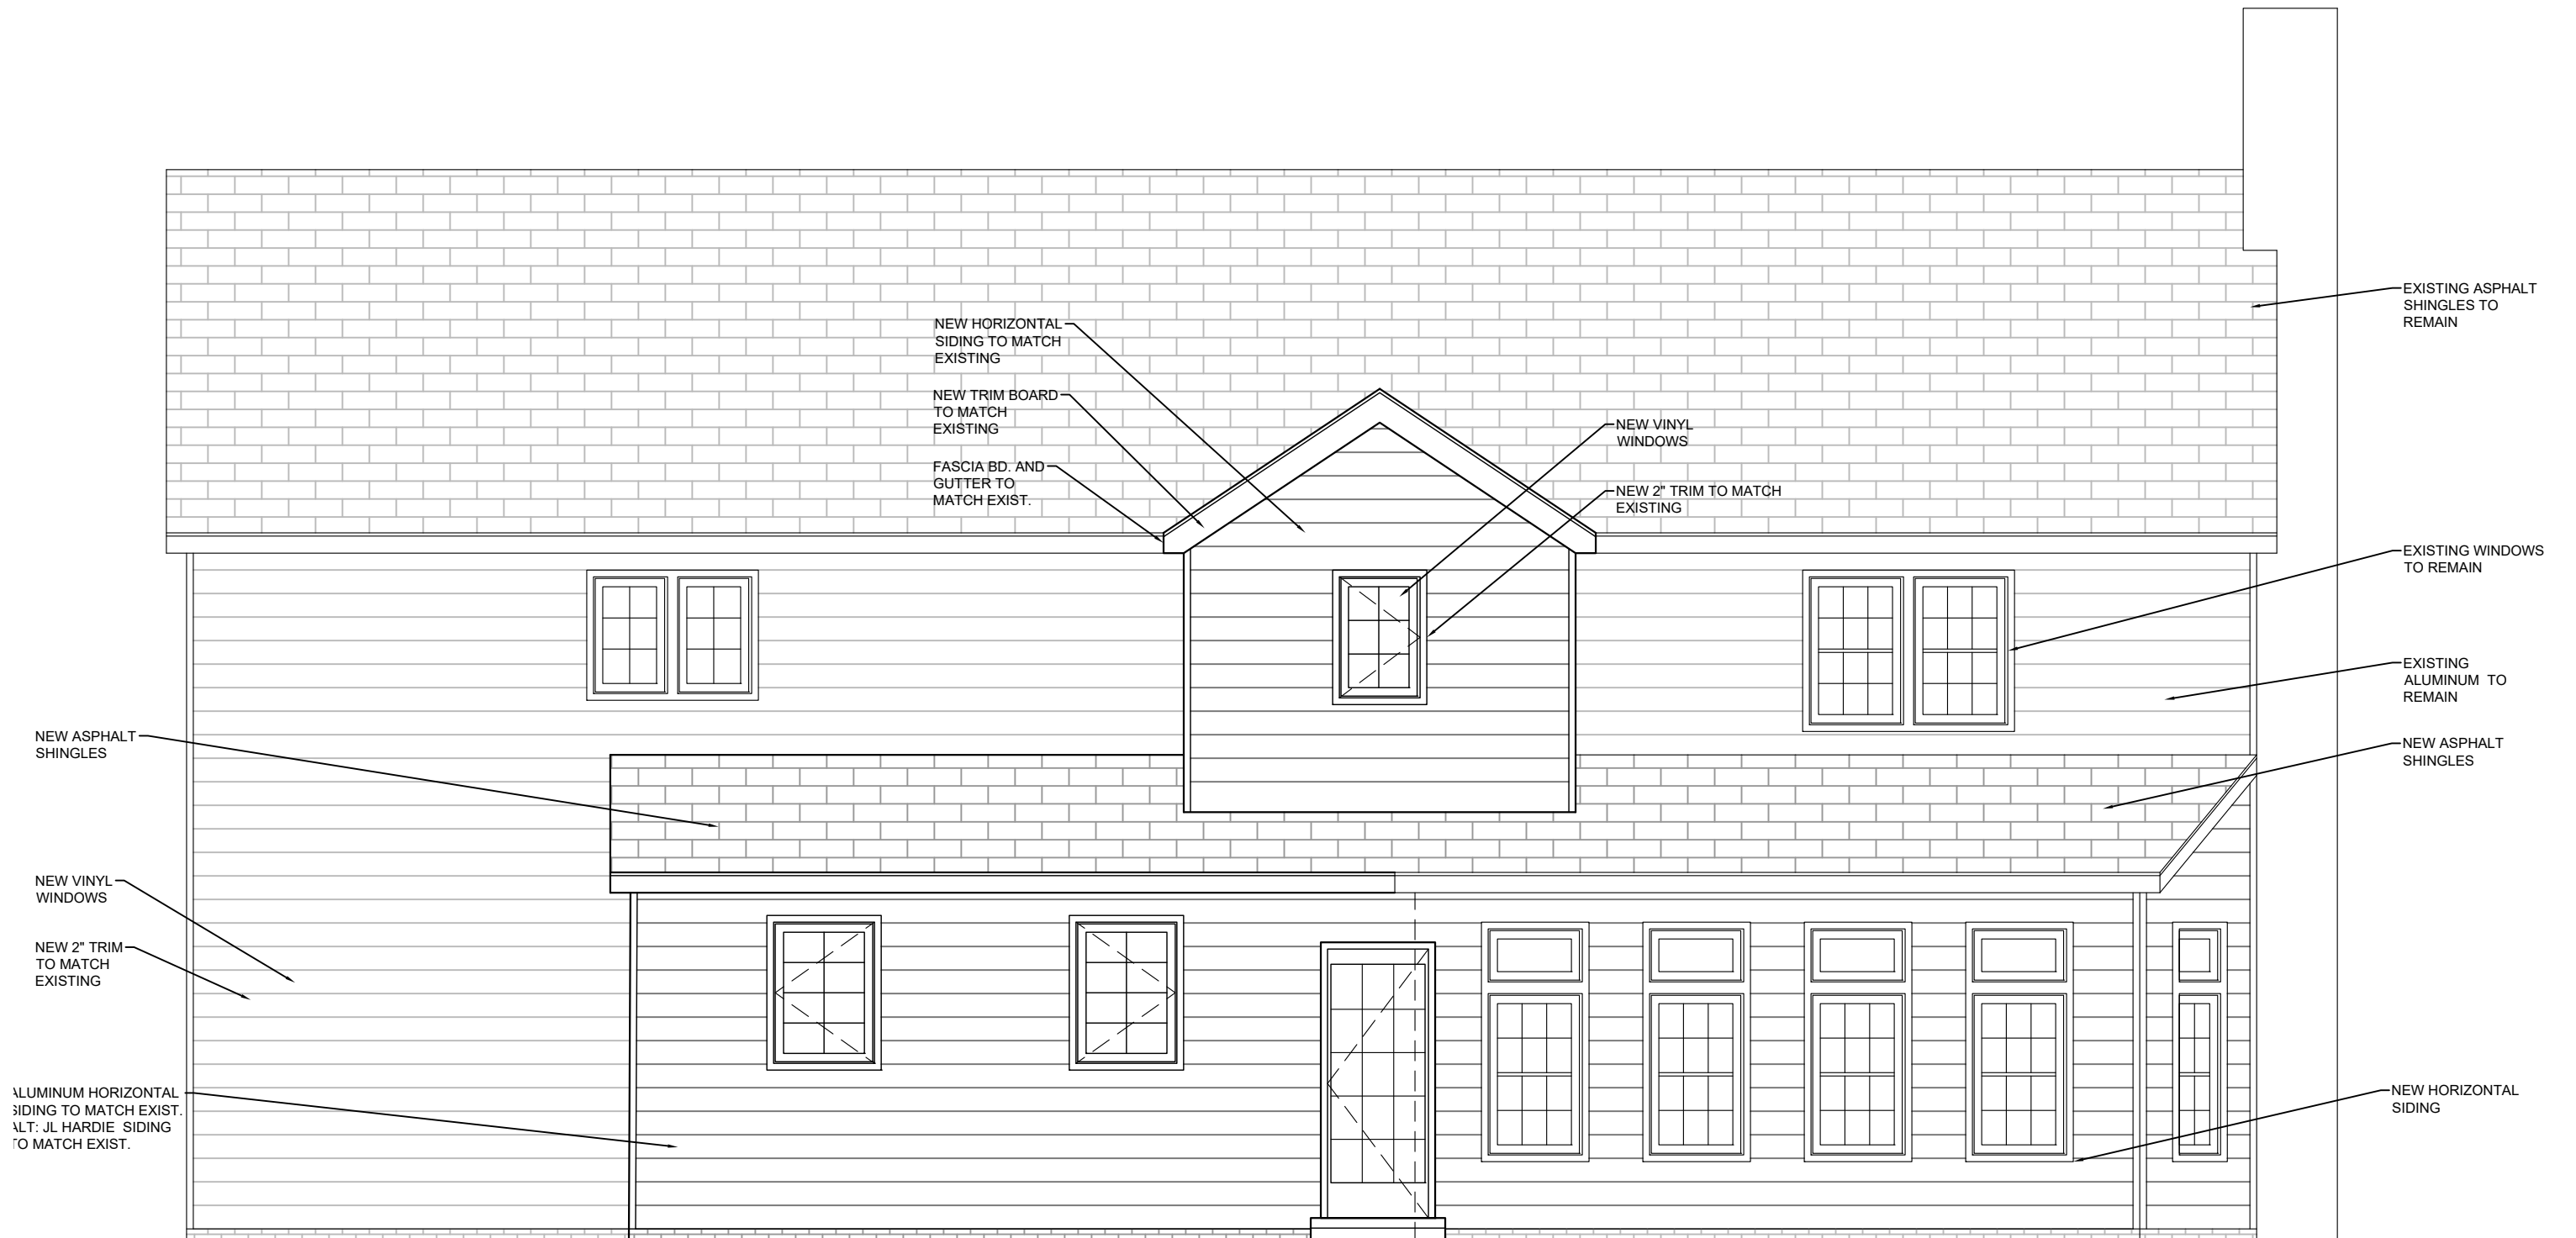 EXISTING ASPHALT
SHINGLES TO
REMAIN
NEW HORIZONTAL
SIDING TO MATCH
EXISTING
NEW TRIM BOARD
TO MATCH
EXISTING
FASCIA BD. AND
GUTTER TO
MATCH EXIST.
NEW VINYL
WINDOWS
NEW 2" TRIM TO MATCH
EXISTING
EXISTING WINDOWS
TO REMAIN
EXISTING
ALUMINUM TO
REMAIN
NEW ASPHALT
SHINGLES
NEW ASPHALT
SHINGLES
NEW VINYL
WINDOWS
NEW 2" TRIM
TO MATCH
EXISTING
ALUMINUM HORIZONTAL
SIDING TO MATCH EXIST.
ALT: JL HARDIE SIDING
TO MATCH EXIST.
NEW HORIZONTAL
SIDING